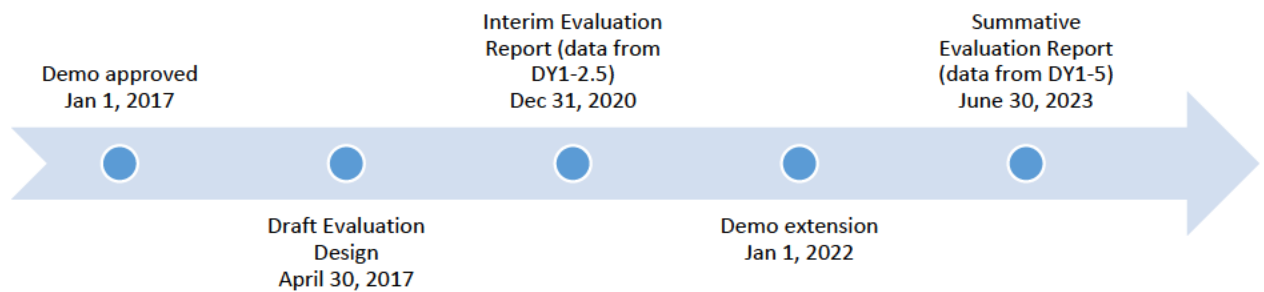 Demo approved
Jan 1, 2017
Draft Evaluation
Design
April 30, 2017
Interim Evaluation
Report (data from
DY1-2.5)
Dec 31, 2020
Demo extension
Jan 1, 2022
Summative
Evaluation Report
(data from DY1-5)
June 30, 2023